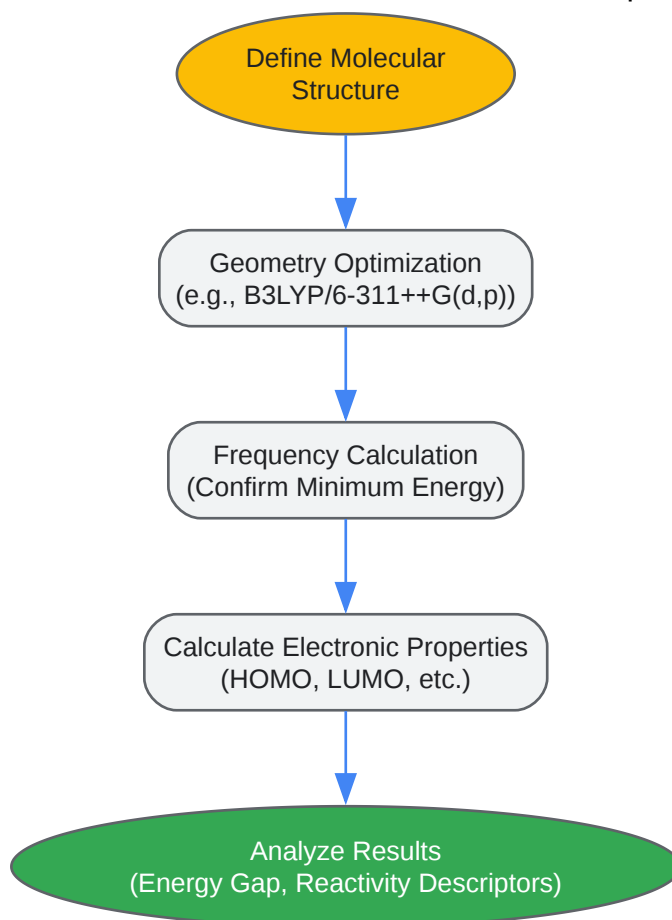 Define Molecular
Structure
Geometry Optimization
(e.g., B3LYP/6-311++G(d,p))
Frequency Calculation
(Confirm Minimum Energy)
Calculate Electronic Properties
(HOMO, LUMO, etc.)
Analyze Results
(Energy Gap, Reactivity Descriptors)